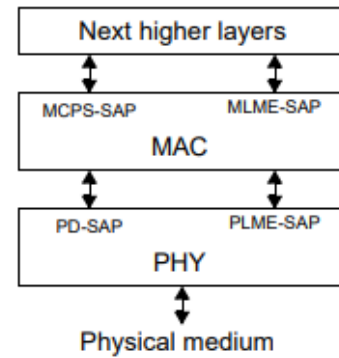 Next higher layers
MCPS-SAP MLME-SAP
MAC
PD-SAP PLME-SAP
PHY
Physical medium